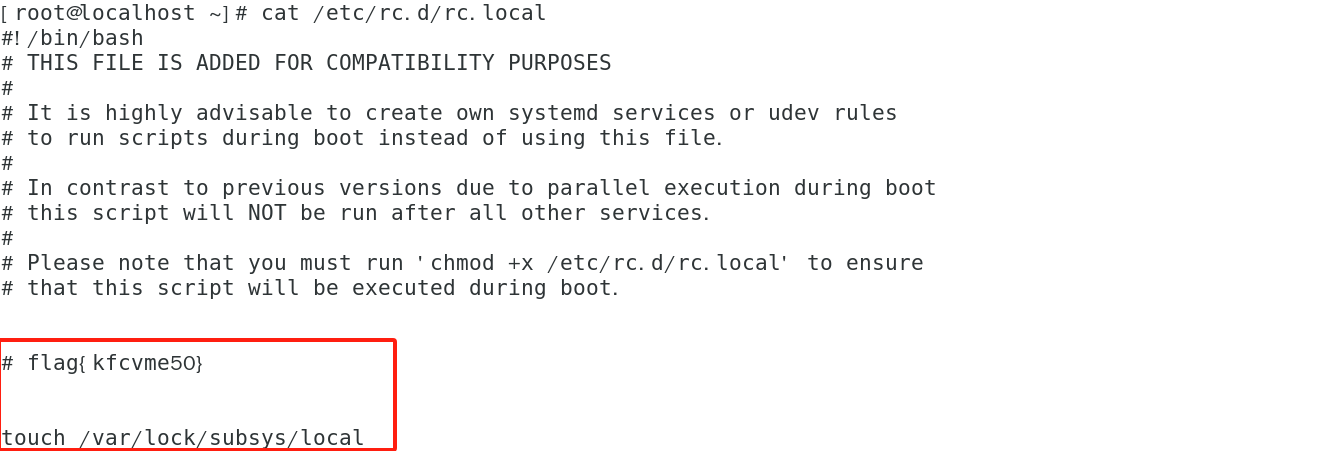 [root@localhost ~]# cat /etc/rc.d/rc.local
#!/bin/bash
# THIS FILE IS ADDED FOR COMPATIBILITY PURPOSES
#
# It is highly advisable to create own systemd services or udev rules
# to run scripts during boot instead of using this file.
#
# In contrast to previous versions due to parallel execution during boot
# this script will NOT be run after all other services.
#
# Please note that you must run 'chmod +x /etc/rc.d/rc.local' to ensure
# that this script will be executed during boot.
# flag{kfcvme50}
touch /var/lock/subsys/local